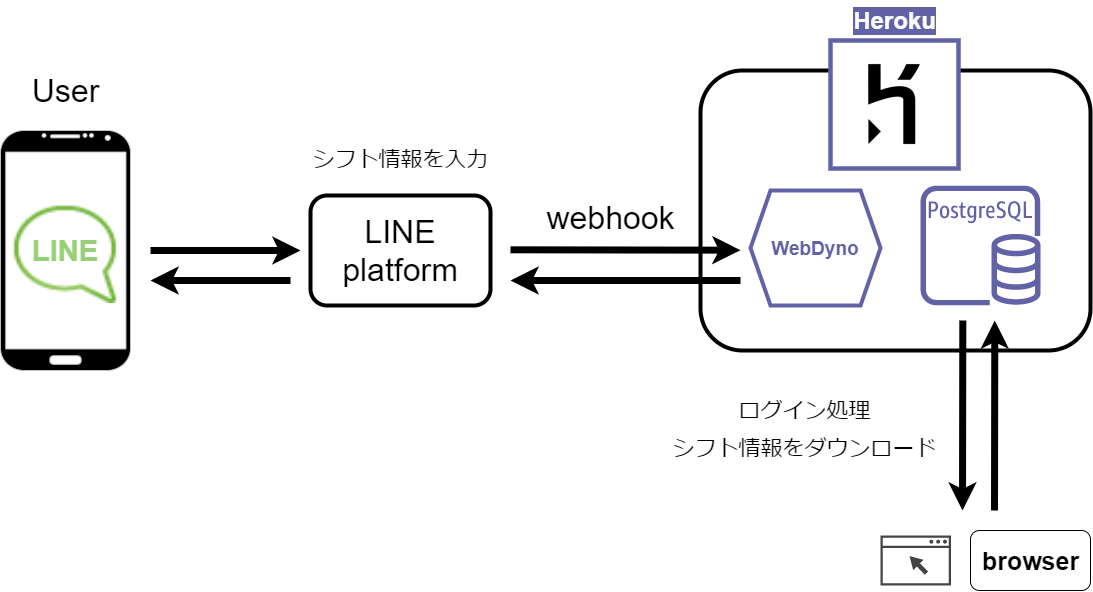 Heroku
User
シフト情報を入力
LINE
LINE
platform
webhook
WebDyno
PostgreSQL
ログイン処理
シフト情報をダウンロード
browser